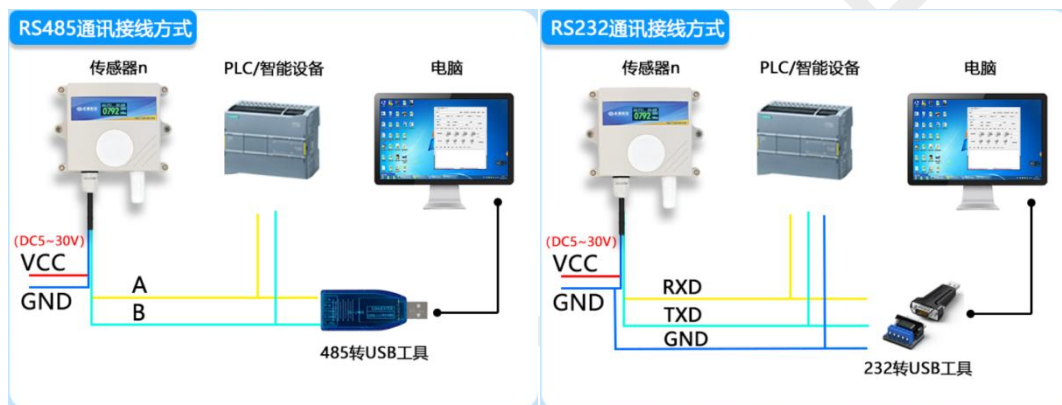 RS485通讯接线方式
传感器n
PLC/智能设备
电脑
0792
(DC5~30V)
VCC
GND
A
B
485转USB工具
RS232通讯接线方式
传感器n
PLC/智能设备
电脑
0792
(DC5~30V)
VCC
GND
RXD
TXD
GND
232转USB工具